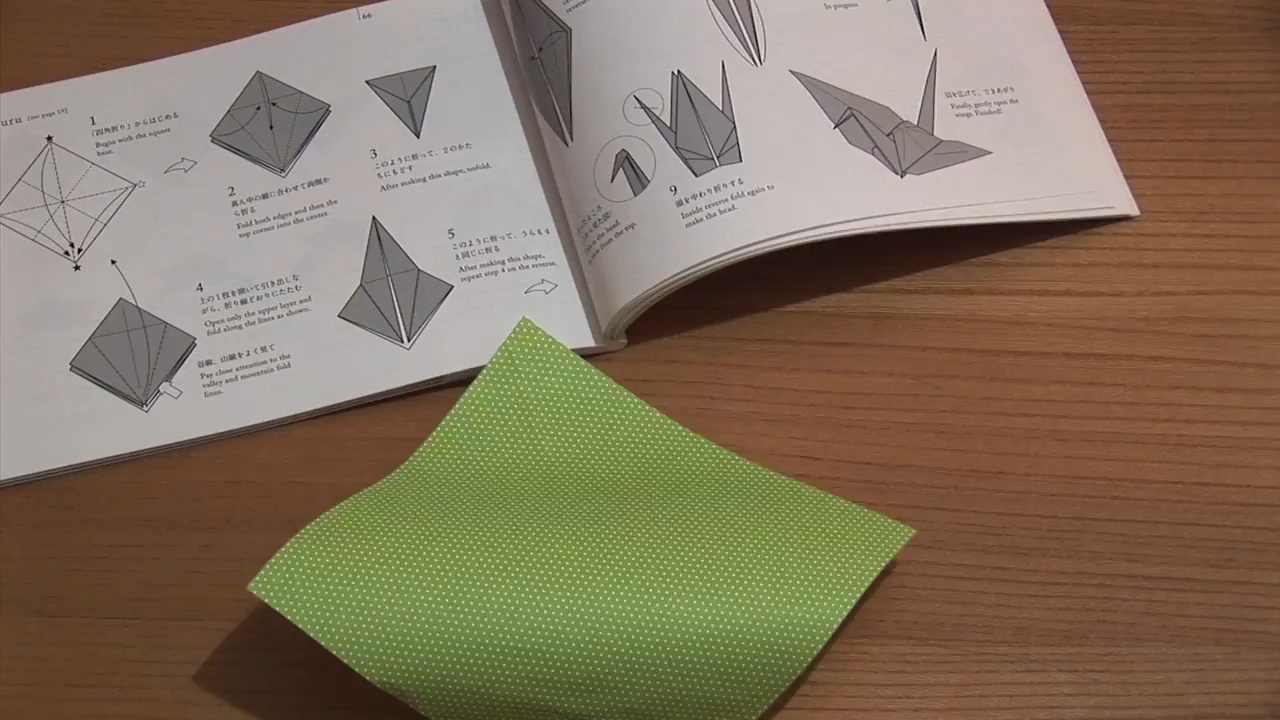 66
uru [see page 19]
1
「四角折り」からはじめる
Begin with the square
base.
2
真ん中の線に合わせて両側か
ら折る
Fold both edges and then the
top corner into the center.
3
このように折って、2のかた
ちにもどす
After making this shape, unfold.
4
上の1枚を開いて引き出しな
がら、折り線どおりにたたむ
Open only the upper layer and
fold along the lines as shown.
谷線、山線をよく見て
Pay close attention to the
valley and mountain fold
lines.
5
このように折って、うらも4
と同じに折る
After making this shape,
repeat step 4 on the reverse.
reverse
In progress
9
頭を中わり折りする
Inside reverse fold again to
make the head.
the head.
from the top.
羽を広げて、できあがり
Finally, gently open the
wings. Finished!